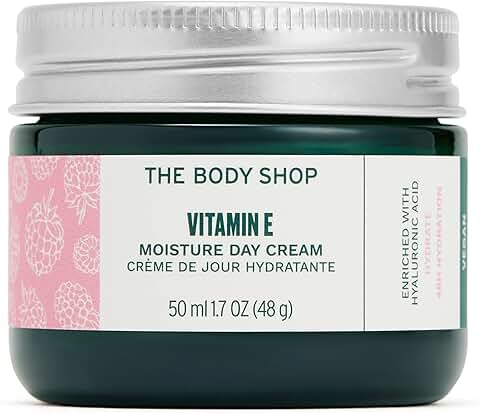 THE BODY SHOP
VITAMIN E
MOISTURE DAY CREAM
CRÈME DE JOUR HYDRATANTE
50 ml 1.7 OZ (48 g)
ENRICHED WITH
HYALURONIC ACID
HYDRATE
48H HYDRATION
VEGAN